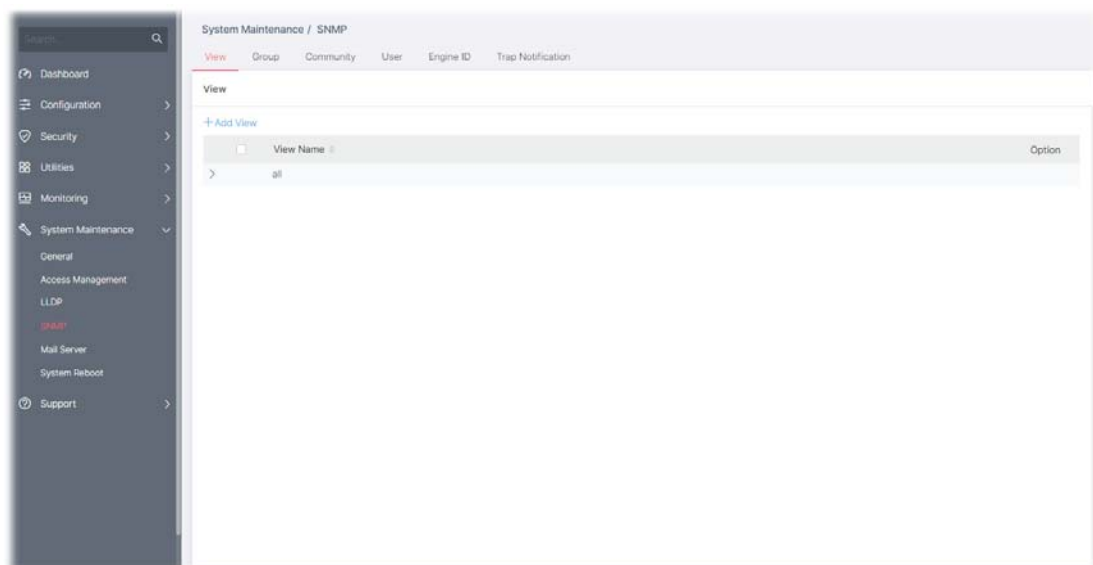 Search...
Dashboard
Configuration
Security
Utilities
Monitoring
System Maintenance
General
Access Management
LLDP
SNMP
Mail Server
System Reboot
Support
System Maintenance / SNMP
View Group Community User Engine ID Trap Notification
View
+ Add View
View Name Option
all